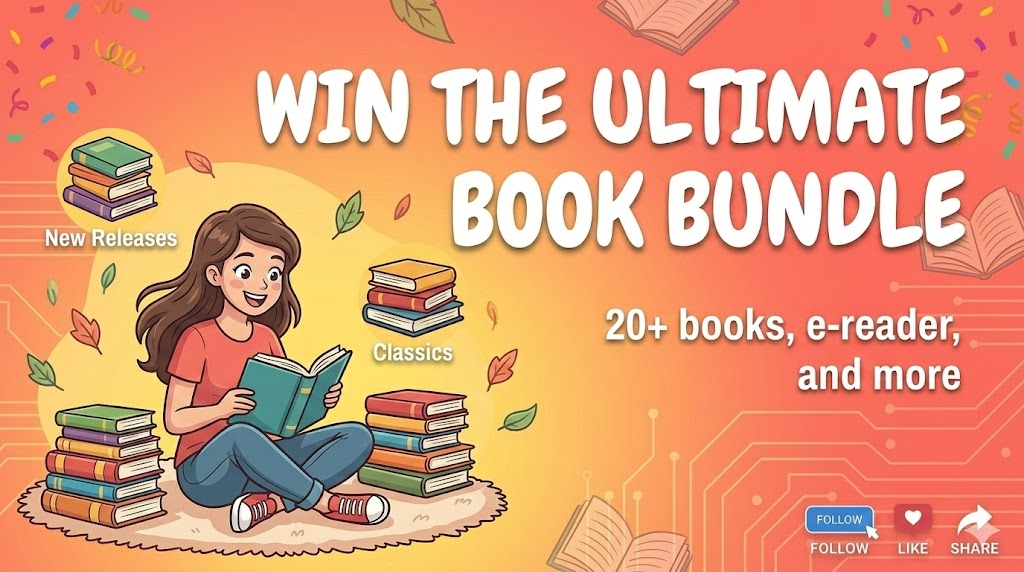 WIN THE ULTIMATE
BOOK BUNDLE
New Releases
Classics
20+ books, e-reader,
and more
FOLLOW
FOLLOW
LIKE
SHARE